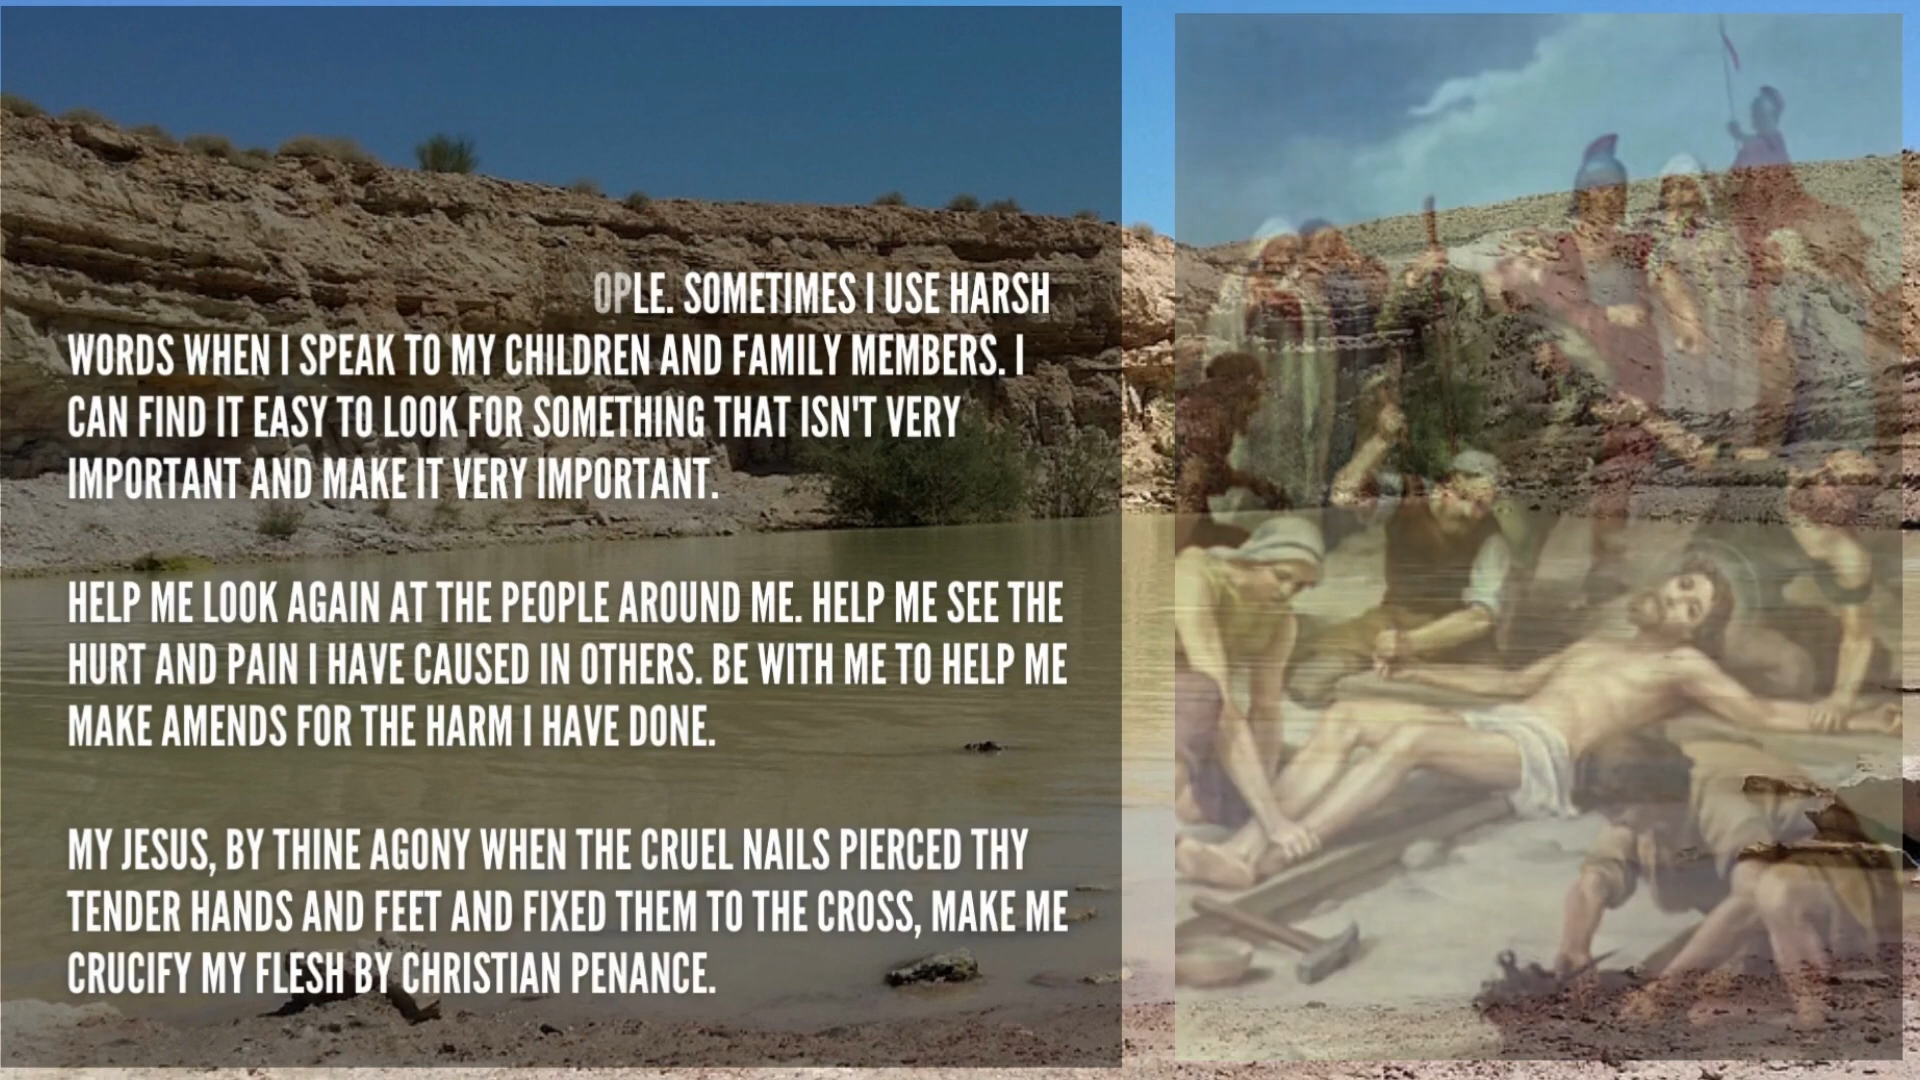 OPLE. SOMETIMES I USE HARSH
WORDS WHEN I SPEAK TO MY CHILDREN AND FAMILY MEMBERS. I
CAN FIND IT EASY TO LOOK FOR SOMETHING THAT ISN'T VERY
IMPORTANT AND MAKE IT VERY IMPORTANT.
HELP ME LOOK AGAIN AT THE PEOPLE AROUND ME. HELP ME SEE THE
HURT AND PAIN I HAVE CAUSED IN OTHERS. BE WITH ME TO HELP ME
MAKE AMENDS FOR THE HARM I HAVE DONE.
MY JESUS, BY THINE AGONY WHEN THE CRUEL NAILS PIERCED THY
TENDER HANDS AND FEET AND FIXED THEM TO THE CROSS, MAKE ME
CRUCIFY MY FLESH BY CHRISTIAN PENANCE.